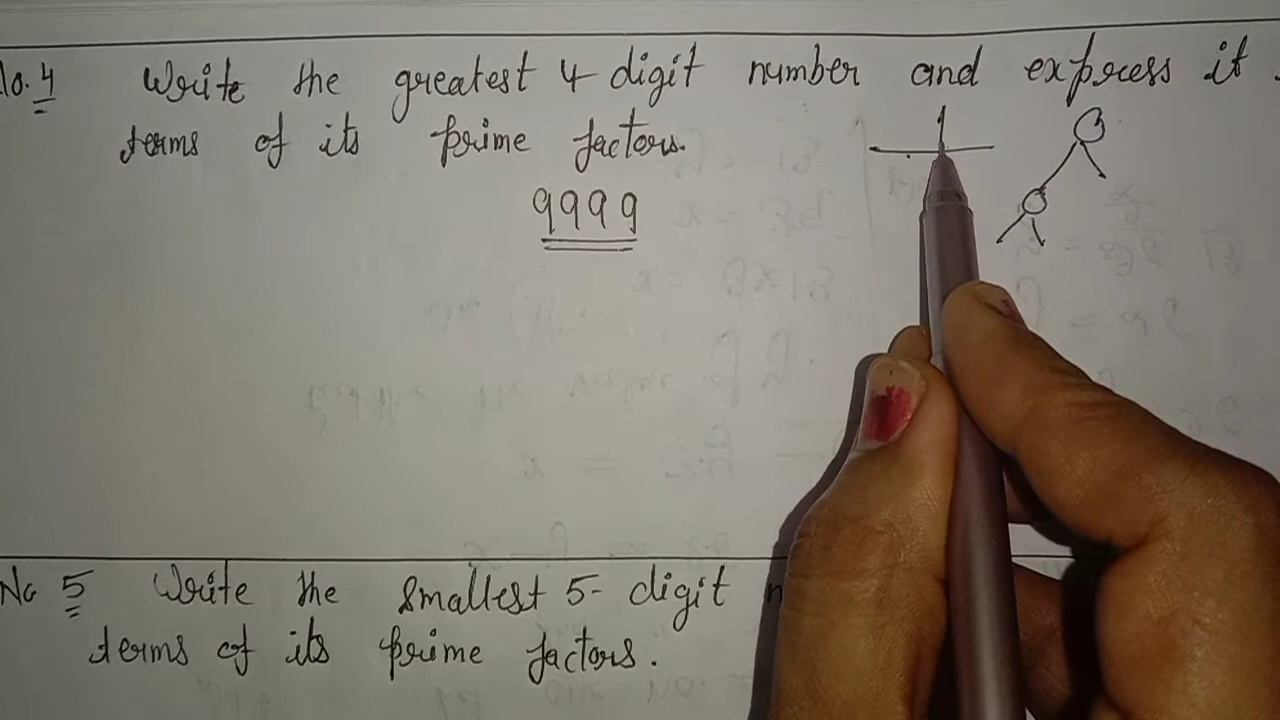 No. 4 Write the greatest 4 digit number and express it
terms of its prime factors.
9999
No 5 Write the smallest 5-digit
terms of its prime factors.